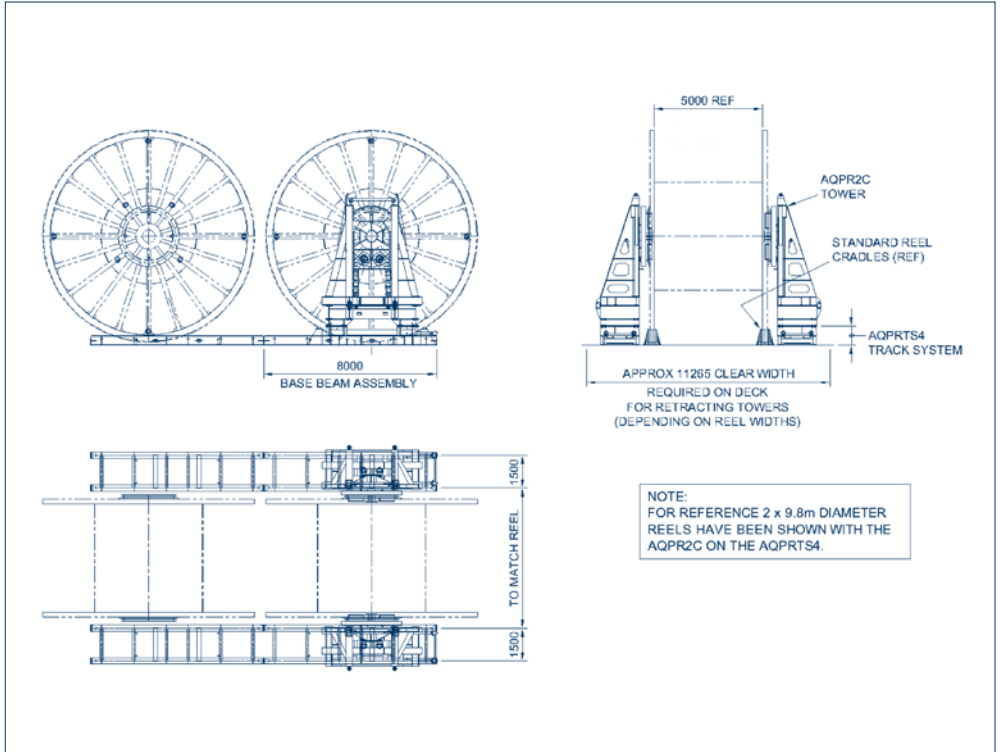 5000 REF
AQPR2C
TOWER
STANDARD REEL
CRADLES (REF)
AQPRTS4
TRACK SYSTEM
8000
BASE BEAM ASSEMBLY
APPROX 11265 CLEAR WIDTH
REQUIRED ON DECK
FOR RETRACTING TOWERS
(DEPENDING ON REEL WIDTHS)
1500
TO MATCH REEL
1500
NOTE:
FOR REFERENCE 2 x 9.8m DIAMETER
REELS HAVE BEEN SHOWN WITH THE
AQPR2C ON THE AQPRTS4.